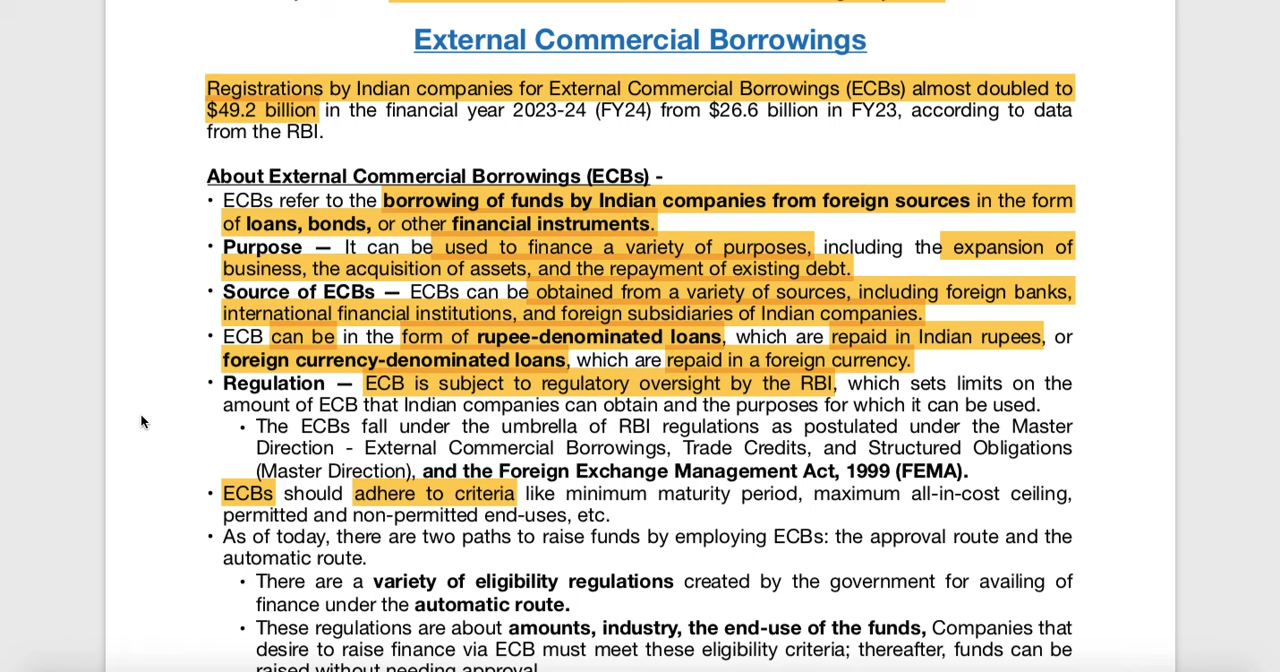 External Commercial Borrowings
Registrations by Indian companies for External Commercial Borrowings (ECBs) almost doubled to
$49.2 billion in the financial year 2023-24 (FY24) from $26.6 billion in FY23, according to data
from the RBI.
About External Commercial Borrowings (ECBs) -
• ECBs refer to the borrowing of funds by Indian companies from foreign sources in the form
of loans, bonds, or other financial instruments.
• Purpose — It can be used to finance a variety of purposes, including the expansion of
business, the acquisition of assets, and the repayment of existing debt.
• Source of ECBs — ECBs can be obtained from a variety of sources, including foreign banks,
international financial institutions, and foreign subsidiaries of Indian companies.
• ECB can be in the form of rupee-denominated loans, which are repaid in Indian rupees, or
foreign currency-denominated loans, which are repaid in a foreign currency.
• Regulation — ECB is subject to regulatory oversight by the RBI, which sets limits on the
amount of ECB that Indian companies can obtain and the purposes for which it can be used.
• The ECBs fall under the umbrella of RBI regulations as postulated under the Master
Direction - External Commercial Borrowings, Trade Credits, and Structured Obligations
(Master Direction), and the Foreign Exchange Management Act, 1999 (FEMA).
• ECBs should adhere to criteria like minimum maturity period, maximum all-in-cost ceiling,
permitted and non-permitted end-uses, etc.
• As of today, there are two paths to raise funds by employing ECBs: the approval route and the
automatic route.
• There are a variety of eligibility regulations created by the government for availing of
finance under the automatic route.
• These regulations are about amounts, industry, the end-use of the funds, Companies that
desire to raise finance via ECB must meet these eligibility criteria; thereafter, funds can be
raised without needing approval.